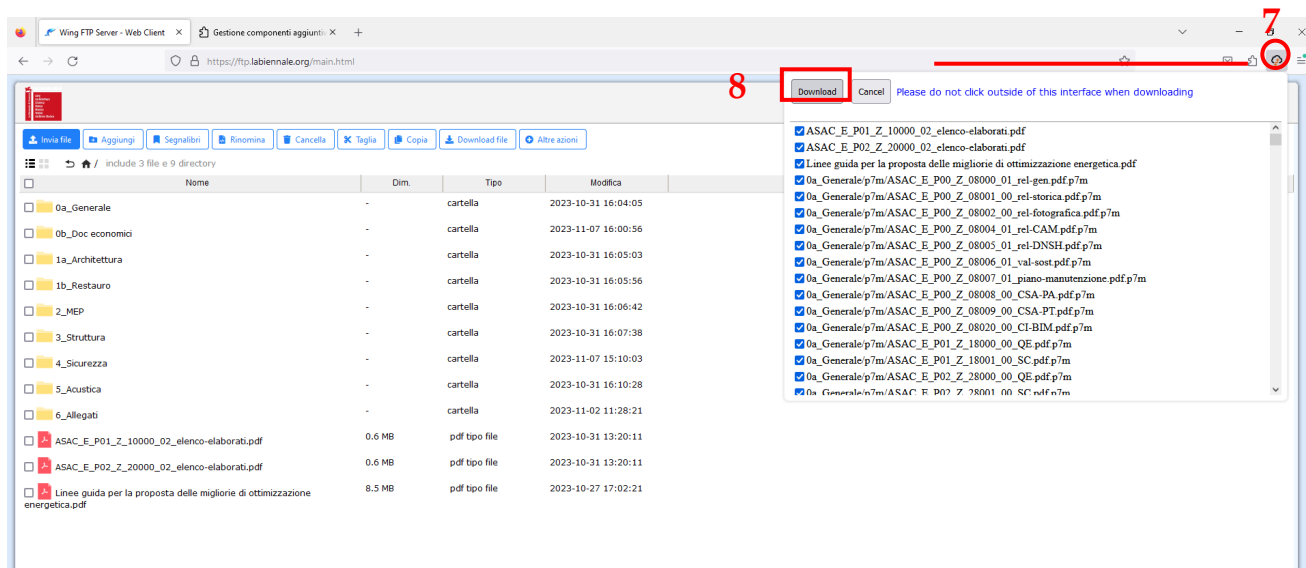 7
Wing FTP Server - Web Client
Gestione componenti aggiuntiv
https://ftp.labiennale.org/main.html
8
Download Cancel Please do not click outside of this interface when downloading
Invia file Aggiungi Segnalibri Rinomina Cancella Taglia Copia Download file Altre azioni
/ include 3 file e 9 directory
Nome Dim. Tipo Modifica
0a_Generale - cartella 2023-10-31 16:04:05
0b_Doc economici - cartella 2023-11-07 16:00:56
1a_Architettura - cartella 2023-10-31 16:05:03
1b_Restauro - cartella 2023-10-31 16:05:56
2_MEP - cartella 2023-10-31 16:06:42
3_Struttura - cartella 2023-10-31 16:07:38
4_Sicurezza - cartella 2023-11-07 15:10:03
5_Acustica - cartella 2023-10-31 16:10:28
6_Allegati - cartella 2023-11-02 11:28:21
ASAC_E_P01_Z_10000_02_elenco-elaborati.pdf 0.6 MB pdf tipo file 2023-10-31 13:20:11
ASAC_E_P02_Z_20000_02_elenco-elaborati.pdf 0.6 MB pdf tipo file 2023-10-31 13:20:11
Linee guida per la proposta delle migliorie di ottimizzazione 8.5 MB pdf tipo file 2023-10-27 17:02:21
energetica.pdf
ASAC_E_P01_Z_10000_02_elenco-elaborati.pdf
ASAC_E_P02_Z_20000_02_elenco-elaborati.pdf
Linee guida per la proposta delle migliorie di ottimizzazione energetica.pdf
0a_Generale/p7m/ASAC_E_P00_Z_08000_01_rel-gen.pdf.p7m
0a_Generale/p7m/ASAC_E_P00_Z_08001_00_rel-storica.pdf.p7m
0a_Generale/p7m/ASAC_E_P00_Z_08002_00_rel-fotografica.pdf.p7m
0a_Generale/p7m/ASAC_E_P00_Z_08004_01_rel-CAM.pdf.p7m
0a_Generale/p7m/ASAC_E_P00_Z_08005_01_rel-DNSH.pdf.p7m
0a_Generale/p7m/ASAC_E_P00_Z_08006_01_val-sost.pdf.p7m
0a_Generale/p7m/ASAC_E_P00_Z_08007_01_piano-manutenzione.pdf.p7m
0a_Generale/p7m/ASAC_E_P00_Z_08008_00_CSA-PA.pdf.p7m
0a_Generale/p7m/ASAC_E_P00_Z_08009_00_CSA-PT.pdf.p7m
0a_Generale/p7m/ASAC_E_P00_Z_08020_00_CI-BIM.pdf.p7m
0a_Generale/p7m/ASAC_E_P01_Z_18000_00_QE.pdf.p7m
0a_Generale/p7m/ASAC_E_P01_Z_18001_00_SC.pdf.p7m
0a_Generale/p7m/ASAC_E_P02_Z_28000_00_QE.pdf.p7m
0a_Generale/p7m/ASAC_E_P02_Z_28001_00_SC.pdf.p7m